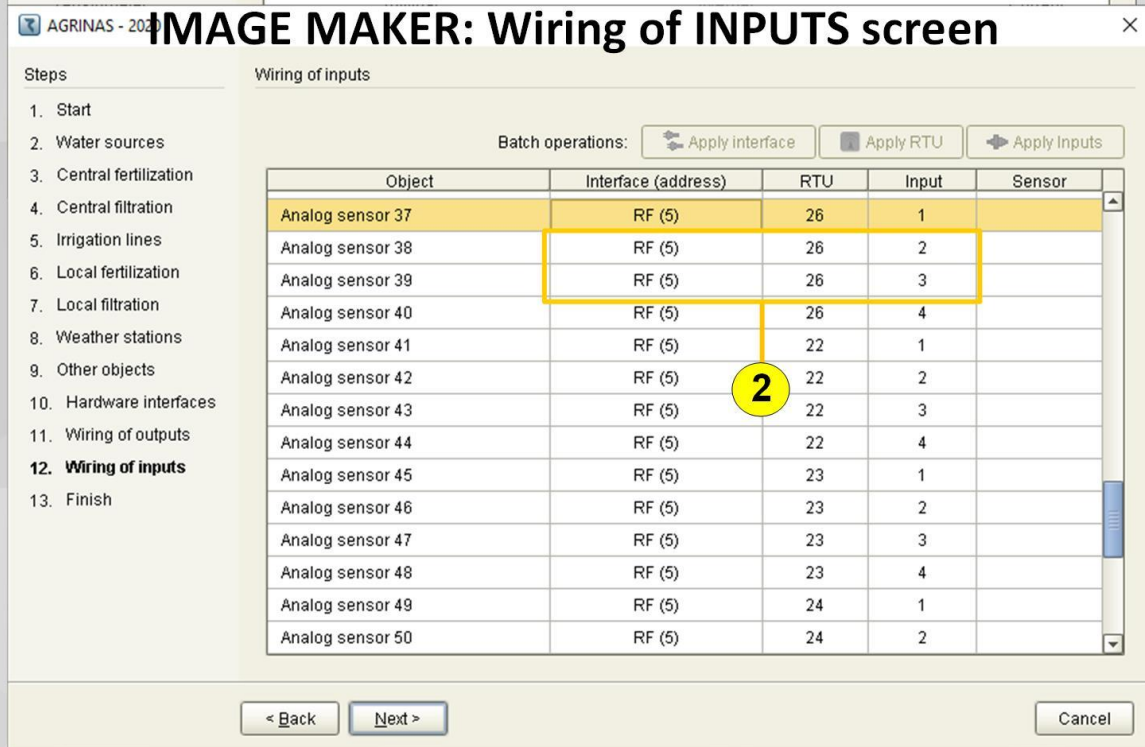 AGRINAS - 2020
IMAGE MAKER: Wiring of INPUTS screen
Steps
1. Start
2. Water sources
3. Central fertilization
4. Central filtration
5. Irrigation lines
6. Local fertilization
7. Local filtration
8. Weather stations
9. Other objects
10. Hardware interfaces
11. Wiring of outputs
12. Wiring of inputs
13. Finish
Wiring of inputs
Batch operations: Apply interface Apply RTU Apply Inputs
Object Interface (address) RTU Input Sensor
Analog sensor 37 RF (5) 26 1
Analog sensor 38 RF (5) 26 2
Analog sensor 39 RF (5) 26 3
Analog sensor 40 RF (5) 26 4
Analog sensor 41 RF (5) 22 1
Analog sensor 42 RF (5) 22 2
2
Analog sensor 43 RF (5) 22 3
Analog sensor 44 RF (5) 22 4
Analog sensor 45 RF (5) 23 1
Analog sensor 46 RF (5) 23 2
Analog sensor 47 RF (5) 23 3
Analog sensor 48 RF (5) 23 4
Analog sensor 49 RF (5) 24 1
Analog sensor 50 RF (5) 24 2
< Back Next > Cancel